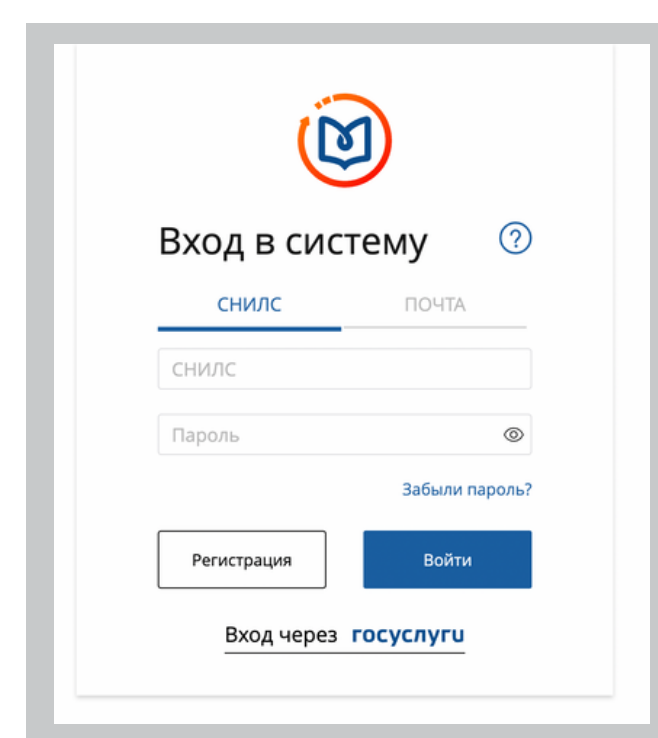 Вход в систему ?
СНИЛС ПОЧТА
СНИЛС
Пароль
Забыли пароль?
Регистрация Войти
Вход через госуслуги